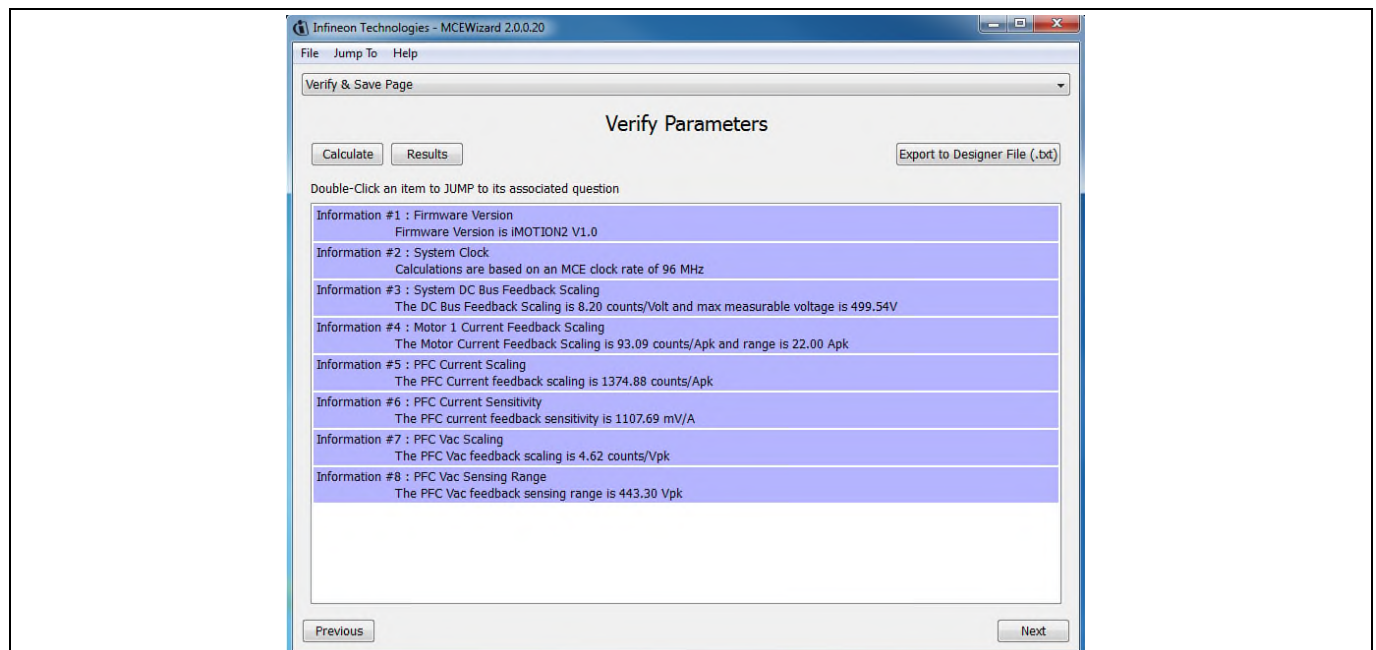 Infineon Technologies - MCEWizard 2.0.0.20
File Jump To Help
Verify & Save Page
Verify Parameters
Calculate Results Export to Designer File (.txt)
Double-Click an item to JUMP to its associated question
Information #1 : Firmware Version
Firmware Version is iMOTION2 V1.0
Information #2 : System Clock
Calculations are based on an MCE clock rate of 96 MHz
Information #3 : System DC Bus Feedback Scaling
The DC Bus Feedback Scaling is 8.20 counts/Volt and max measurable voltage is 499.54V
Information #4 : Motor 1 Current Feedback Scaling
The Motor Current Feedback Scaling is 93.09 counts/Apk and range is 22.00 Apk
Information #5 : PFC Current Scaling
The PFC Current feedback scaling is 1374.88 counts/Apk
Information #6 : PFC Current Sensitivity
The PFC current feedback sensitivity is 1107.69 mV/A
Information #7 : PFC Vac Scaling
The PFC Vac feedback scaling is 4.62 counts/Vpk
Information #8 : PFC Vac Sensing Range
The PFC Vac feedback sensing range is 443.30 Vpk
Previous Next